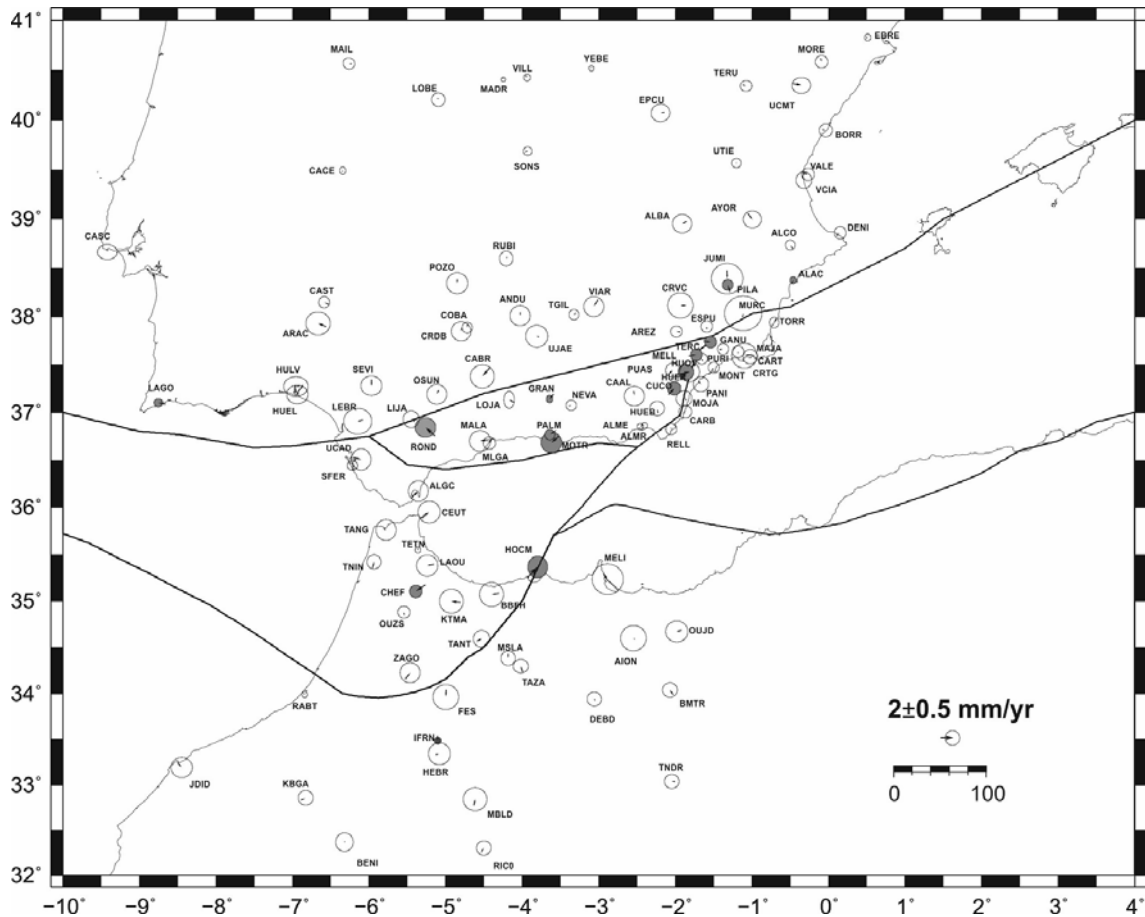 41°
40°
39°
38°
37°
36°
35°
34°
33°
32°
−10° −9° −8° −7° −6° −5° −4° −3° −2° −1° 0° 1° 2° 3° 4°
EBRE
MAIL
MORE
YEBE
VILL
TERU
MADR
LOBE
UCMT
EPCU
BORR
UTIE
SONS
VALE
CACE
VCIA
AYOR
ALBA
ALCO
DENI
CASC
RUBI
JUMI
POZO
ALAC
CAST
VIAR
CRVC
PILA
ANDU
TGIL
MURC
COBA
ESPU
TORR
ARAC
CRDB
AREZ
UJAE
GANU
TERC
MAJA
MELL
PURI
CART
CABR
PUAS
CRTG
HULV
SEVI
OSUN
GRAN
CAAL
CUCO
MONT
LAGO
NEVA
PANI
HUEL
LEBR
LIJA
LOJA
HUEB
MOJA
CARB
ROND
MALA
PALM
ALME
MOTR
ALMR
RELL
UCAD
MLGA
SFER
ALGC
CEUT
TANG
TETN
HOCM
MELI
TNIN
LAOU
CHEF
BBFH
OUZS
KTMA
TANT
MSLA
OUJD
ZAGO
AION
TAZA
RABT
FES
DEBD
BMTR
2±0.5 mm/yr
IFRN
HEBR
JDID
TNDR
KBGA
MBLD
0 100
BENI
RIC0